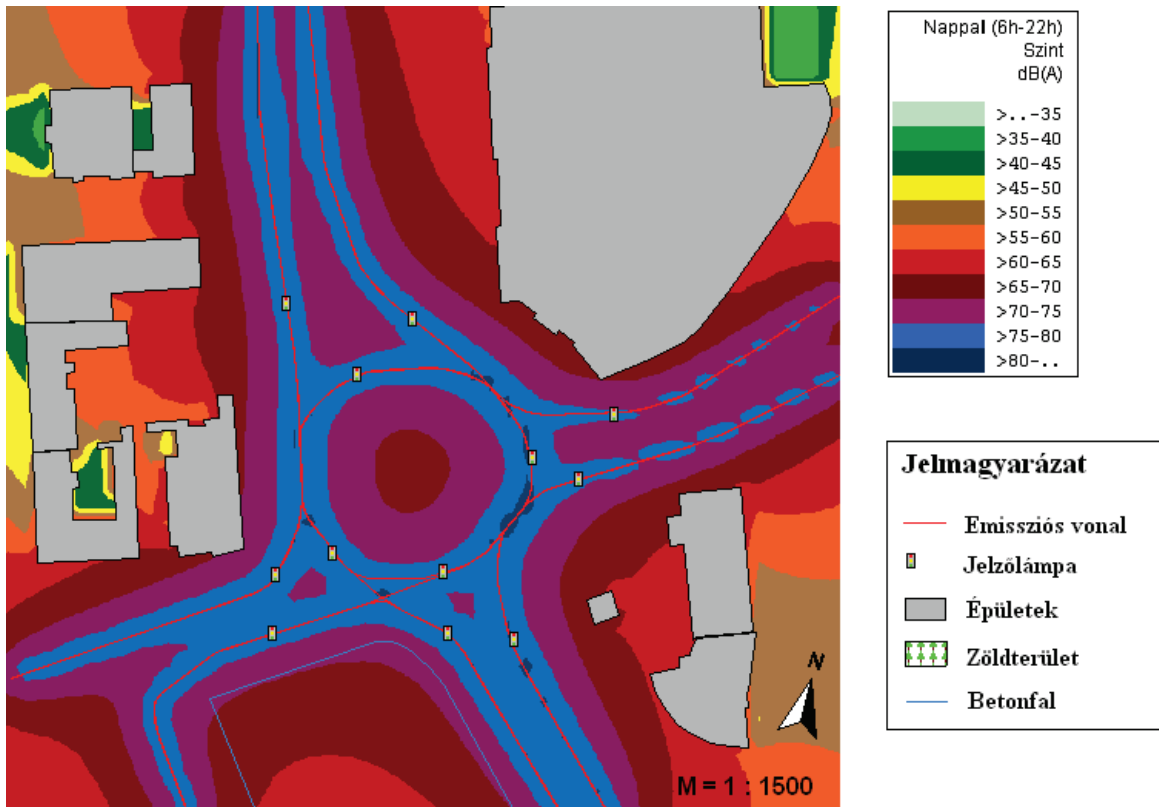 Nappal (6h-22h)
Szint
dB(A)
>..-35
>35-40
>40-45
>45-50
>50-55
>55-60
>60-65
>65-70
>70-75
>75-80
>80-..
Jelmagyarázat
Emissziós vonal
Jelzőlámpa
Épületek
Zöldterület
Betonfal
N
M = 1 : 1500